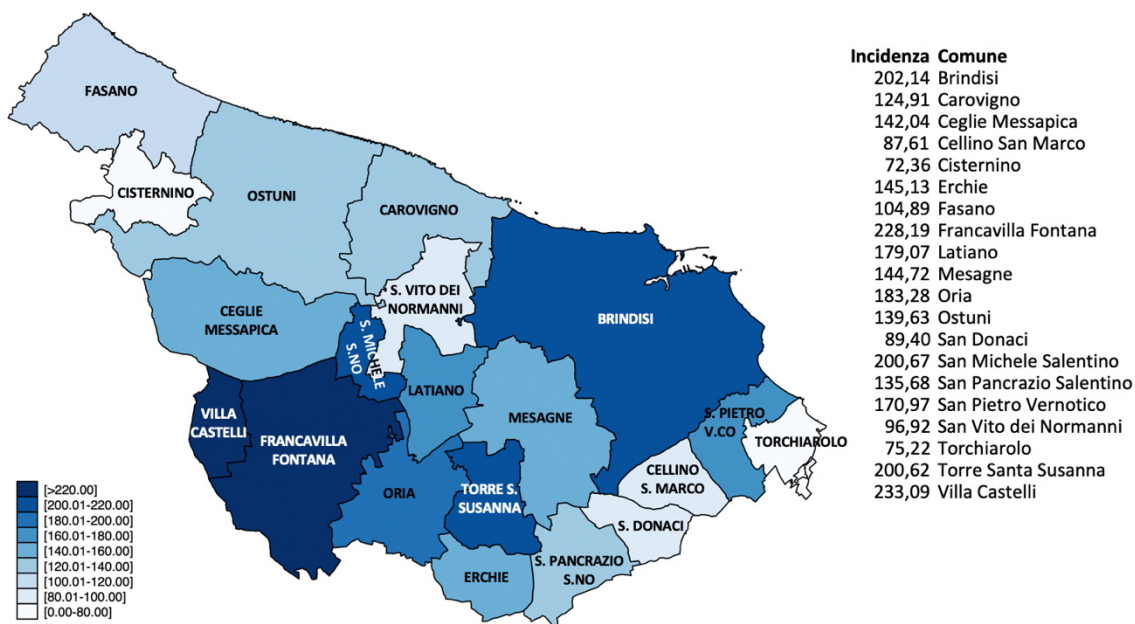 FASANO
CISTERNINO
OSTUNI
CAROVIGNO
S. VITO DEI
NORMANNI
CEGLIE
MESSAPICA
S. MICHELE
S.NO
BRINDISI
LATIANO
MESAGNE
VILLA
CASTELLI
FRANCAVILLA
FONTANA
S. PIETRO
V.CO
TORCHIAROLO
CELLINO
S. MARCO
ORIA
TORRE S.
SUSANNA
S. DONACI
S. PANCRAZIO
S.NO
ERCHIE
[>220.00]
[200.01-220.00]
[180.01-200.00]
[160.01-180.00]
[140.01-160.00]
[120.01-140.00]
[100.01-120.00]
[80.01-100.00]
[0.00-80.00]
Incidenza Comune
202,14 Brindisi
124,91 Carovigno
142,04 Ceglie Messapica
87,61 Cellino San Marco
72,36 Cisternino
145,13 Erchie
104,89 Fasano
228,19 Francavilla Fontana
179,07 Latiano
144,72 Mesagne
183,28 Oria
139,63 Ostuni
89,40 San Donaci
200,67 San Michele Salentino
135,68 San Pancrazio Salentino
170,97 San Pietro Vernotico
96,92 San Vito dei Normanni
75,22 Torchiarolo
200,62 Torre Santa Susanna
233,09 Villa Castelli